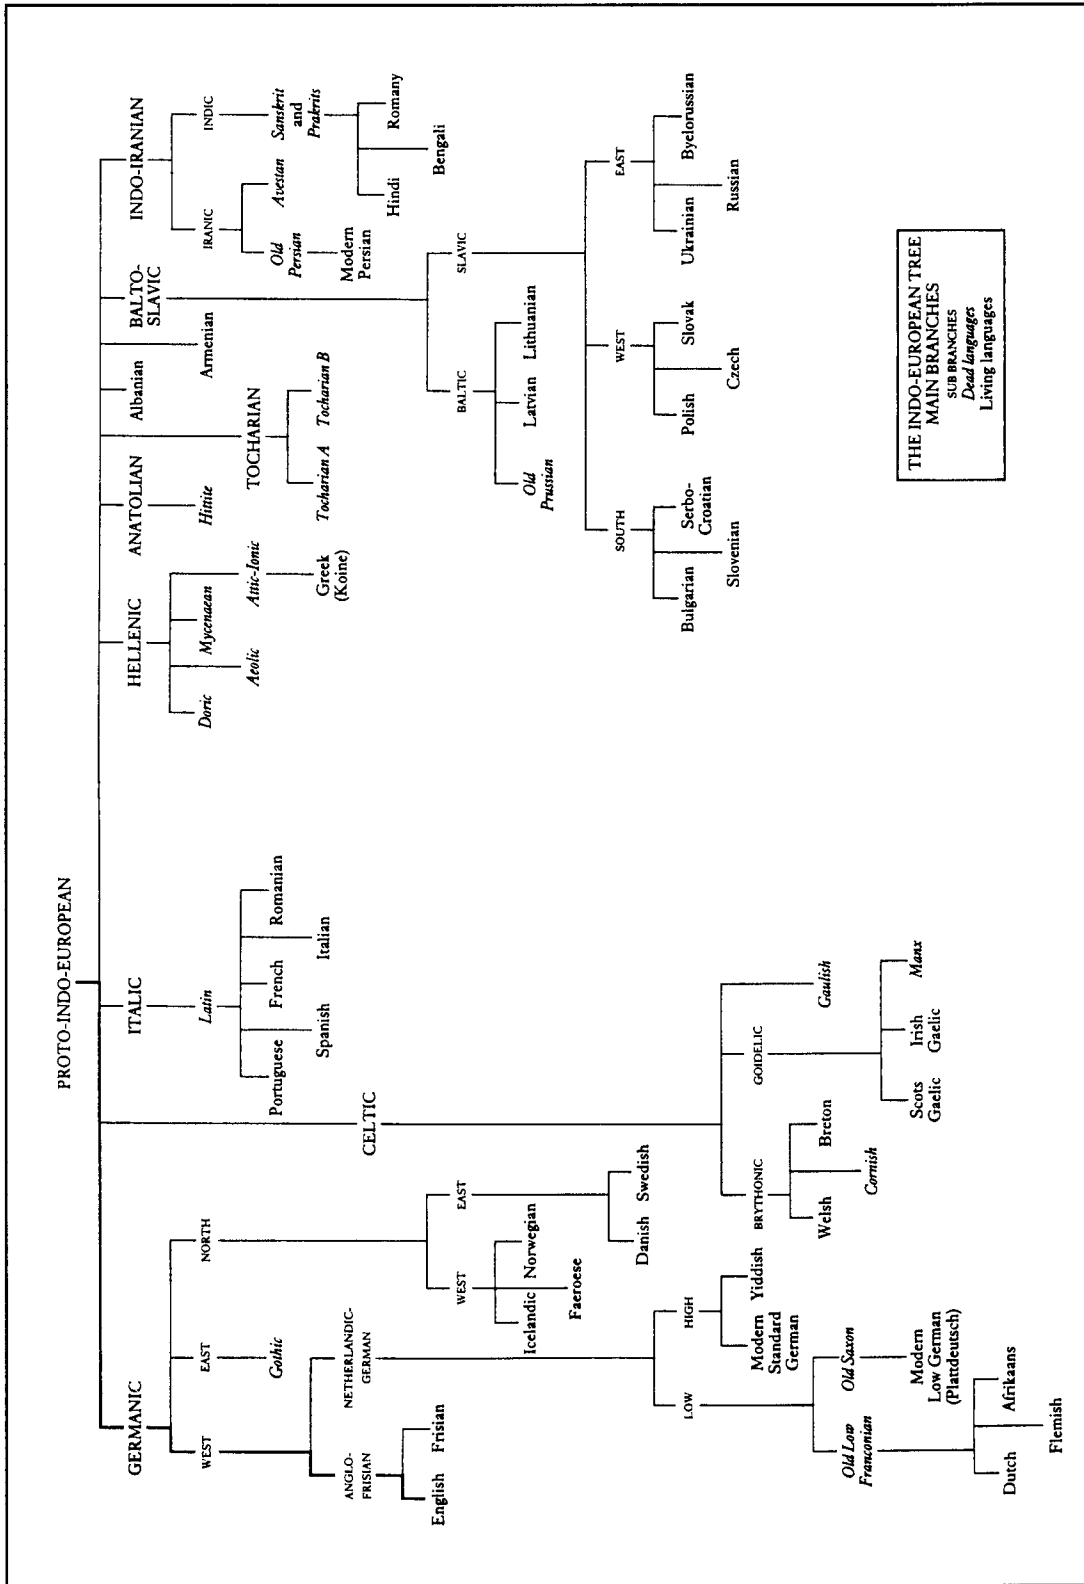 PROTO-INDO-EUROPEAN
GERMANIC
WEST
ANGLO-
FRISIAN
English
Frisian
NETHERLANDIC-
GERMAN
LOW
Old Low
Franconian
Dutch
Flemish
Afrikaans
Old Saxon
Modern
Low German
(Plattdeutsch)
HIGH
Modern
Standard
German
Yiddish
EAST
Gothic
NORTH
WEST
Icelandic
Faeroese
Norwegian
EAST
Danish
Swedish
CELTIC
BRYTHONIC
Welsh
Cornish
Breton
GOIDELIC
Scots
Gaelic
Irish
Gaelic
Manx
Gaulish
ITALIC
Latin
Portuguese
Spanish
French
Italian
Romanian
HELLENIC
Doric
Aeolic
Mycenaean
Attic-Ionic
Greek
(Koine)
ANATOLIAN
Hittite
TOCHARIAN
Tocharian A
Tocharian B
Albanian
Armenian
BALTO-
SLAVIC
BALTIC
Old
Prussian
Latvian
Lithuanian
SLAVIC
SOUTH
Bulgarian
Slovenian
Serbo-
Croatian
WEST
Polish
Czech
Slovak
EAST
Ukrainian
Russian
Byelorussian
INDO-IRANIAN
IRANIC
Old
Persian
Modern
Persian
Avestan
INDIC
Sanskrit
and
Prakrits
Hindi
Bengali
Romany
THE INDO-EUROPEAN TREE
MAIN BRANCHES
SUB BRANCHES
Dead languages
Living languages